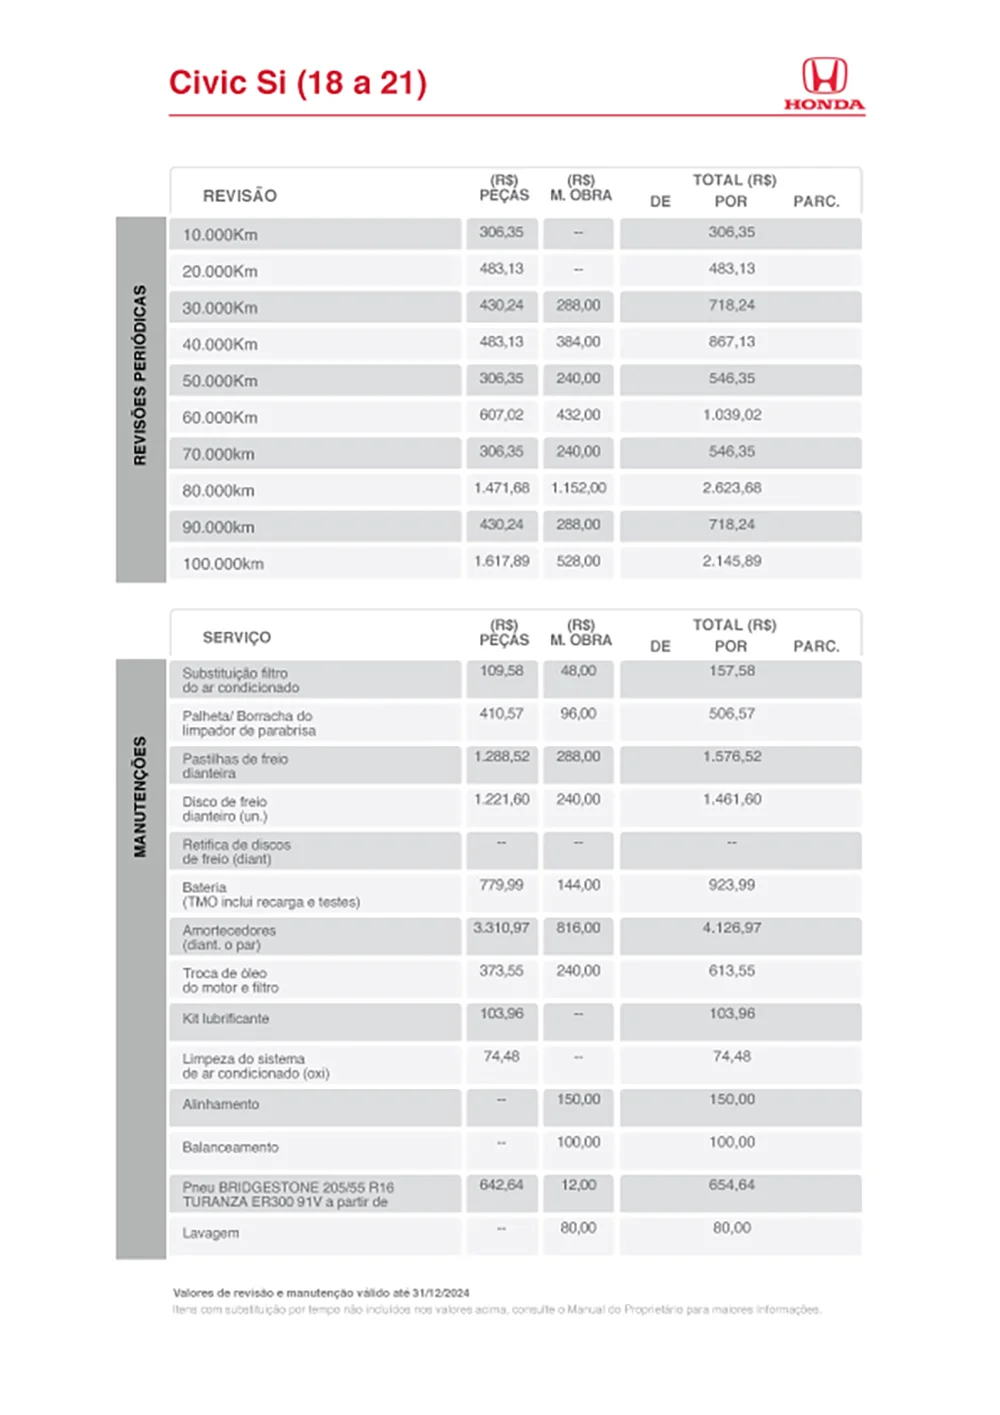 Civic Si (18 a 21)
HONDA
REVISÃO (R$) PEÇAS (R$) M. OBRA TOTAL (R$) DE POR PARC.
REVISÕES PERIÓDICAS
10.000Km 306,35 -- 306,35
20.000Km 483,13 -- 483,13
30.000Km 430,24 288,00 718,24
40.000Km 483,13 384,00 867,13
50.000Km 306,35 240,00 546,35
60.000Km 607,02 432,00 1.039,02
70.000km 306,35 240,00 546,35
80.000km 1.471,68 1.152,00 2.623,68
90.000km 430,24 288,00 718,24
100.000km 1.617,89 528,00 2.145,89
SERVIÇO (R$) PEÇAS (R$) M. OBRA TOTAL (R$) DE POR PARC.
MANUTENÇÕES
Substituição filtro
do ar condicionado 109,58 48,00 157,58
Palheta/ Borracha do
limpador de parabrisa 410,57 96,00 506,57
Pastilhas de freio
dianteira 1.288,52 288,00 1.576,52
Disco de freio
dianteiro (un.) 1.221,60 240,00 1.461,60
Retifica de discos
de freio (diant) -- -- --
Bateria
(TMO inclui recarga e testes) 779,99 144,00 923,99
Amortecedores
(diant. o par) 3.310,97 816,00 4.126,97
Troca de óleo
do motor e filtro 373,55 240,00 613,55
Kit lubrificante 103,96 -- 103,96
Limpeza do sistema
de ar condicionado (oxi) 74,48 -- 74,48
Alinhamento -- 150,00 150,00
Balanceamento -- 100,00 100,00
Pneu BRIDGESTONE 205/55 R16
TURANZA ER300 91V a partir de 642,64 12,00 654,64
Lavagem -- 80,00 80,00
Valores de revisão e manutenção válido até 31/12/2024
Itens com substituição por tempo não incluídos nos valores acima, consulte o Manual do Proprietário para maiores Informações.